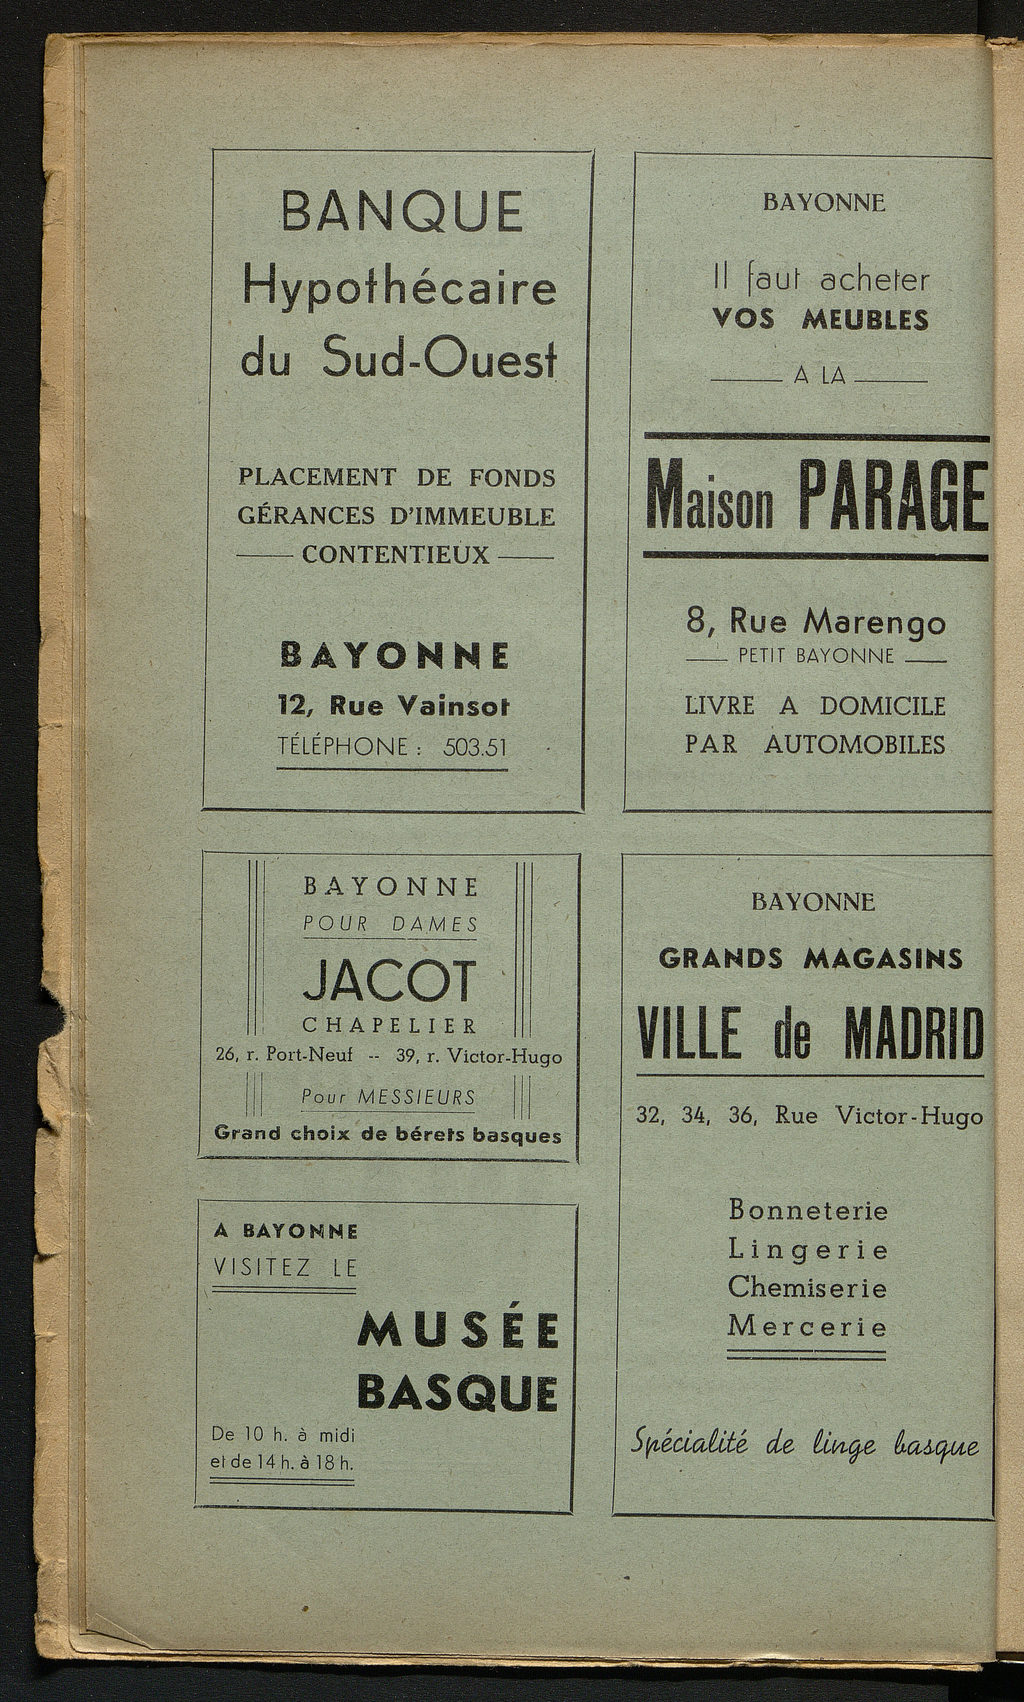 BANQUE
Hypothécaire
du Sud-Ouest
PLACEMENT DE FONDS
GÉRANCES D'IMMEUBLE
CONTENTIEUX
BAYONNE
12, Rue Vainsot
TÉLÉPHONE : 503.51
BAYONNE
POUR DAMES
JACOT
CHAPELIER
26, r. Port-Neuf -- 39, r. Victor-Hugo
Pour MESSIEURS
Grand choix de bérets basques
A BAYONNE
VISITEZ LE
MUSÉE
BASQUE
De 10 h. à midi
et de 14 h. à 18 h.
BAYONNE
Il faut acheter
VOS MEUBLES
A LA
Maison PARAGE
8, Rue Marengo
PETIT BAYONNE
LIVRE A DOMICILE
PAR AUTOMOBILES
BAYONNE
GRANDS MAGASINS
VILLE de MADRID
32, 34, 36, Rue Victor-Hugo
Bonneterie
Lingerie
Chemiserie
Mercerie
Spécialité de linge basque